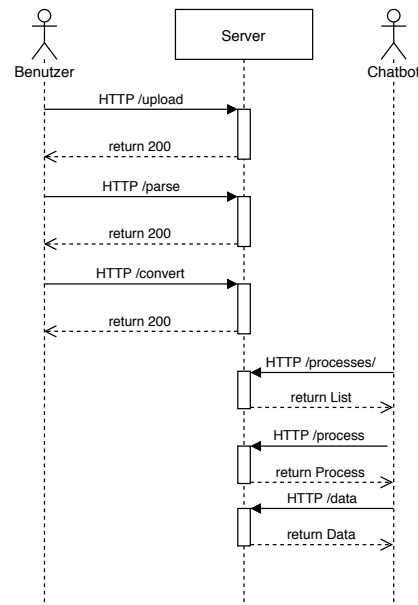 Server
Benutzer
Chatbot
HTTP /upload
return 200
HTTP /parse
return 200
HTTP /convert
return 200
HTTP /processes/
return List
HTTP /process
return Process
HTTP /data
return Data